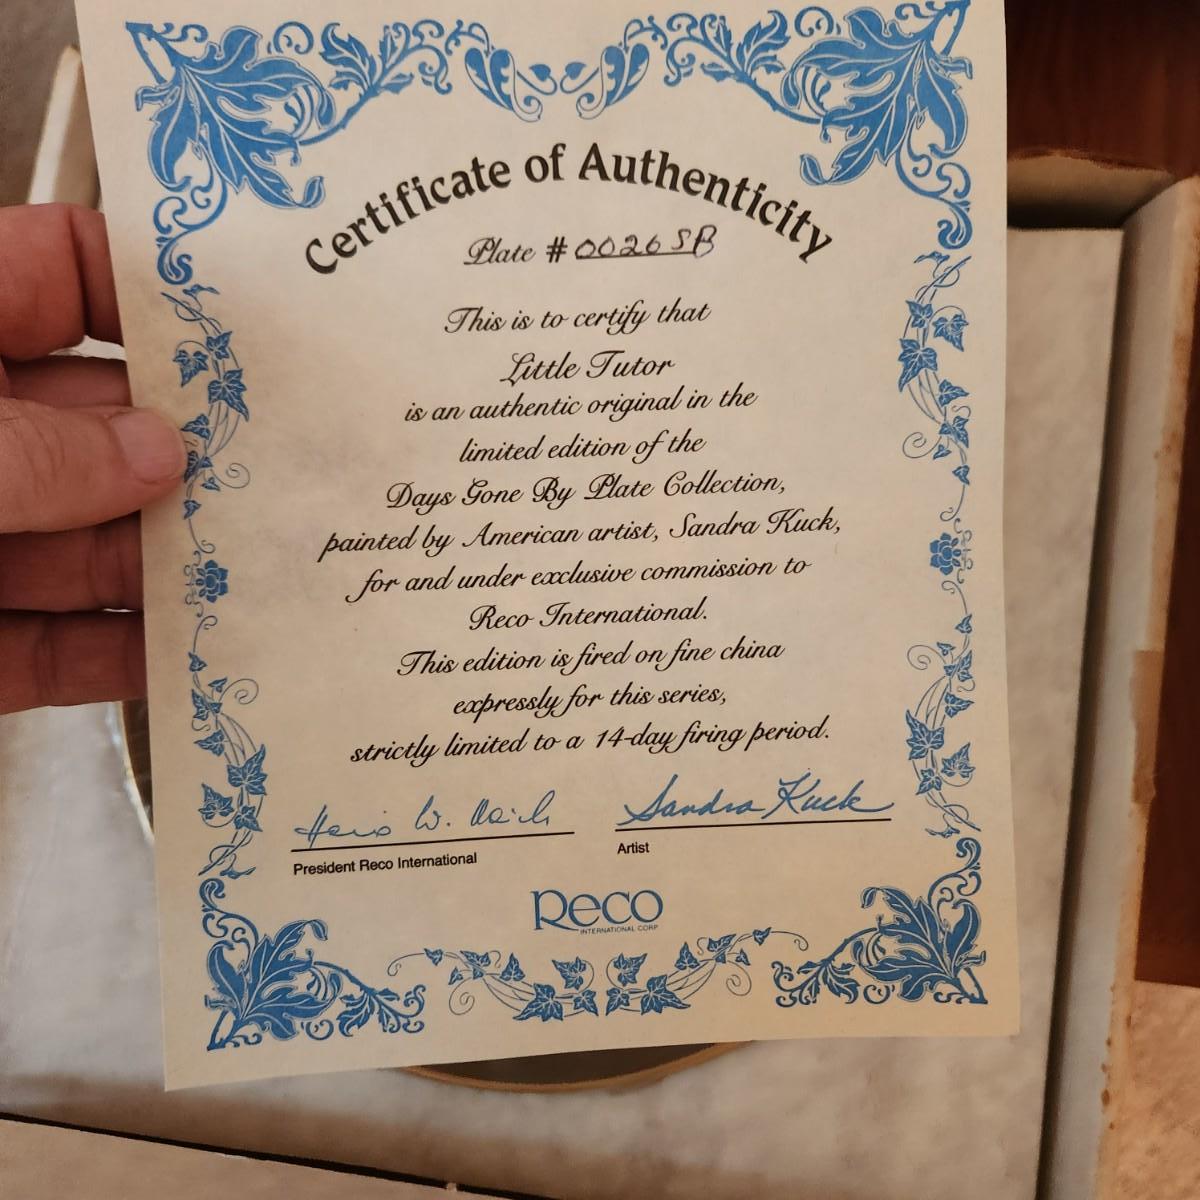 Certificate of Authenticity
Plate # 0026 SB
This is to certify that
Little Tutor
is an authentic original in the
limited edition of the
Days Gone By Plate Collection,
painted by American artist, Sandra Kuck,
for and under exclusive commission to
Reco International.
This edition is fired on fine china
expressly for this series,
strictly limited to a 14-day firing period.
Sandra Kuck
President Reco International
Artist
Reco
INTERNATIONAL CORP